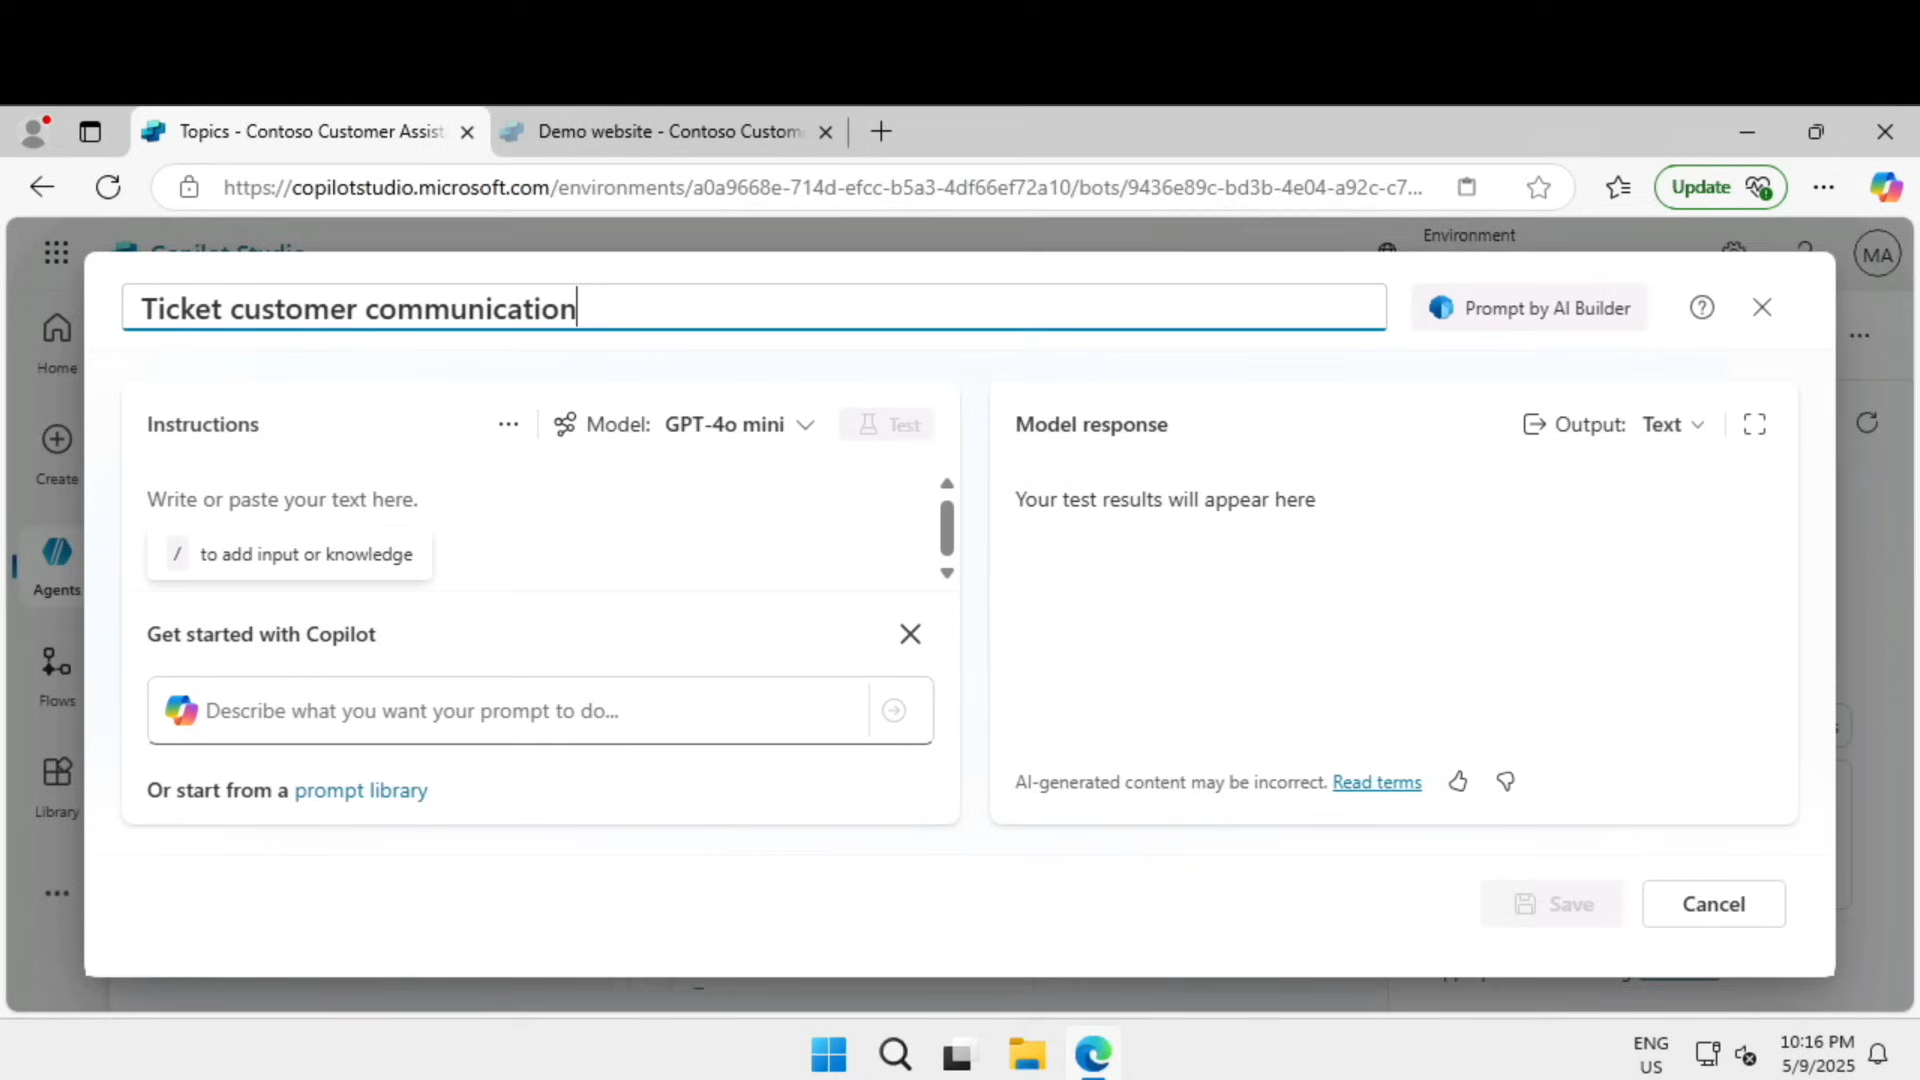 Topics - Contoso Customer Assist
Demo website - Contoso Custom
https://copilotstudio.microsoft.com/environments/a0a9668e-714d-efcc-b5a3-4df66ef72a10/bots/9436e89c-bd3b-4e04-a92c-c7...
Update
Copilot Studio
Environment
MA
Ticket customer communication
Prompt by AI Builder
Home
Create
Agents
Flows
Library
Instructions
Model: GPT-4o mini
Test
Write or paste your text here.
/ to add input or knowledge
Get started with Copilot
Describe what you want your prompt to do...
Or start from a prompt library
Model response
Output: Text
Your test results will appear here
AI-generated content may be incorrect. Read terms
Save
Cancel
ENG
US
10:16 PM
5/9/2025